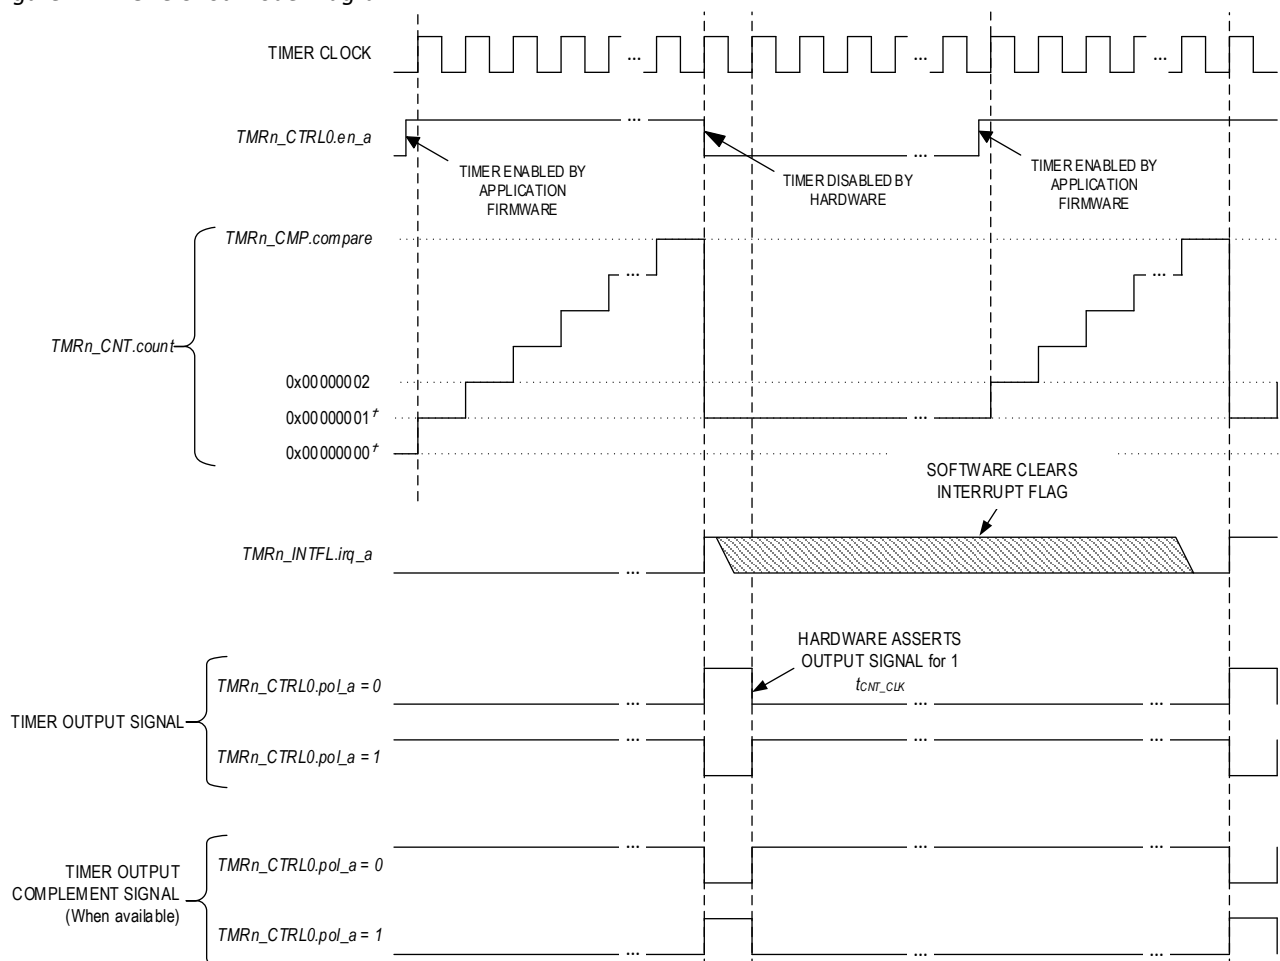 TIMER CLOCK
...
...
...
TMRn_CTRL0.en_a
...
...
TIMER ENABLED BY
APPLICATION
FIRMWARE
TIMER DISABLED BY
HARDWARE
TIMER ENABLED BY
APPLICATION
FIRMWARE
TMRn_CMP.compare
...
...
TMRn_CNT.count
0x00000002
0x00000001†
...
0x00000000†
SOFTWARE CLEARS
INTERRUPT FLAG
TMRn_INTFL.irq_a
...
HARDWARE ASSERTS
OUTPUT SIGNAL for 1
tCNT_CLK
TIMER OUTPUT SIGNAL
TMRn_CTRL0.pol_a = 0
...
...
...
TMRn_CTRL0.pol_a = 1
...
...
...
TIMER OUTPUT
COMPLEMENT SIGNAL
(When available)
TMRn_CTRL0.pol_a = 0
...
...
...
TMRn_CTRL0.pol_a = 1
...
...
...